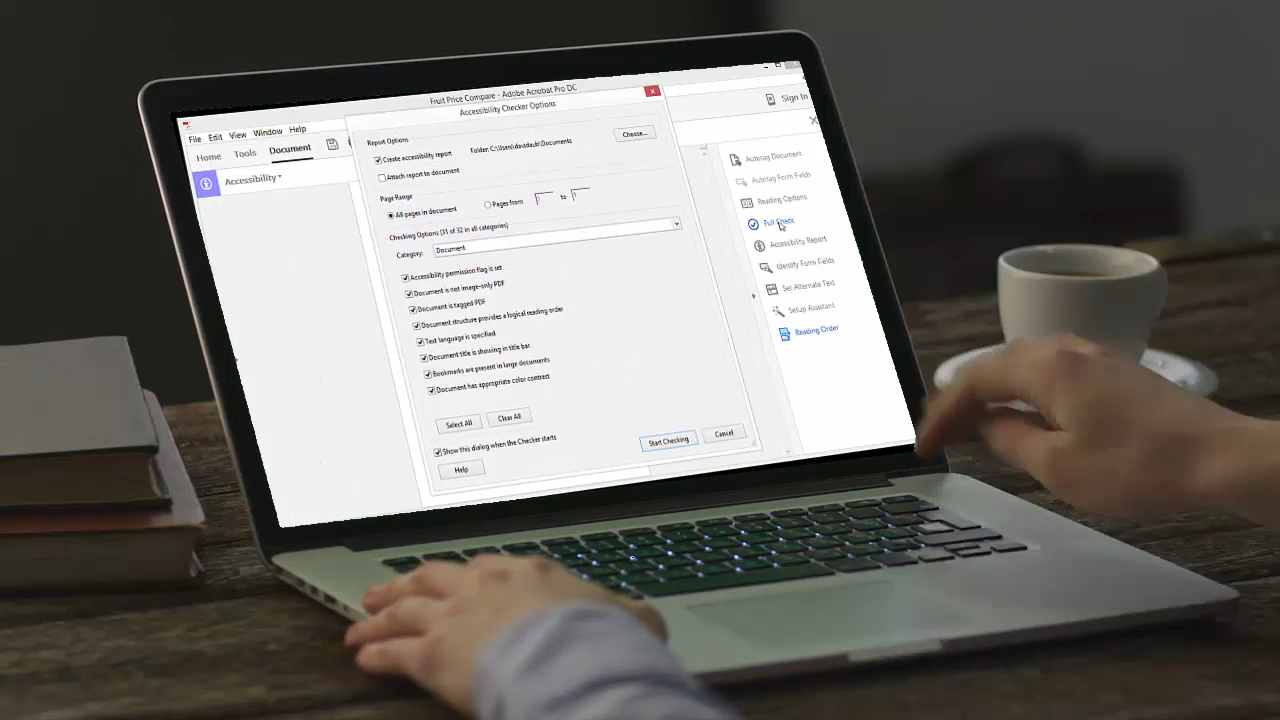 Fruit Price Compare - Adobe Acrobat Pro DC
File Edit View Window Help
Home Tools Document
Sign In
Accessibility
Accessibility Checker Options
Report Options
Create accessibility report
Folder: C:\Users\davidaub\Documents
Choose...
Attach report to document
Page Range
All pages in document
Pages from 1 to 1
Checking Options (31 of 32 in all categories)
Category: Document
Accessibility permission flag is set
Document is not image-only PDF
Document is tagged PDF
Document structure provides a logical reading order
Text language is specified
Document title is showing in title bar
Bookmarks are present in large documents
Document has appropriate color contrast
Select All Clear All
Show this dialog when the Checker starts
Help
Start Checking Cancel
Autotag Document
Autotag Form Fields
Reading Options
Full Check
Accessibility Report
Identify Form Fields
Set Alternate Text
Setup Assistant
Reading Order